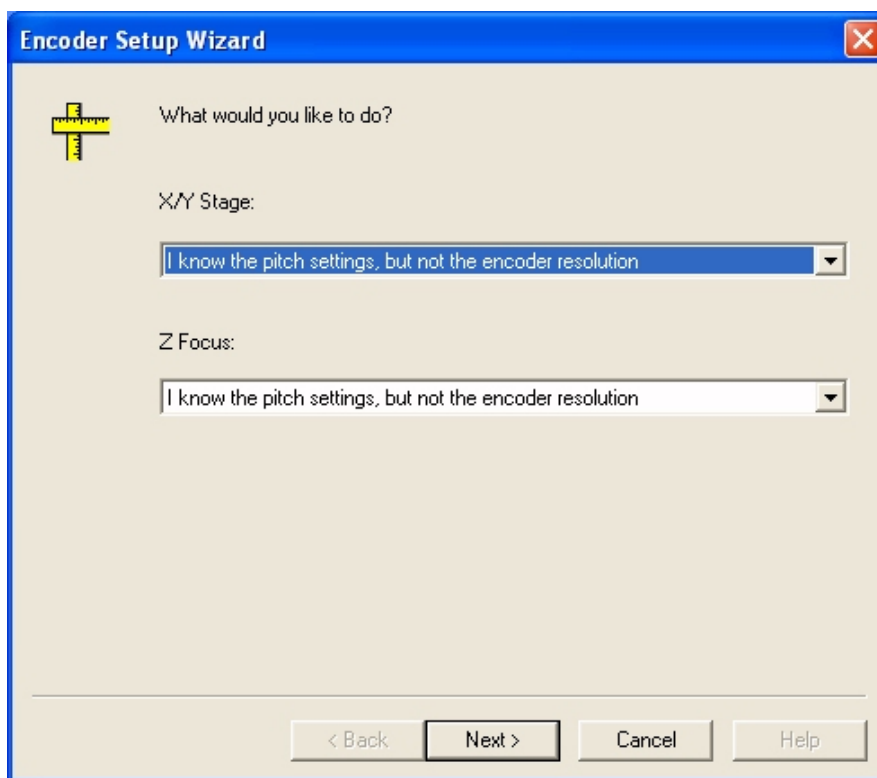 Encoder Setup Wizard
What would you like to do?
X/Y Stage:
I know the pitch settings, but not the encoder resolution
Z Focus:
I know the pitch settings, but not the encoder resolution
< Back Next > Cancel Help